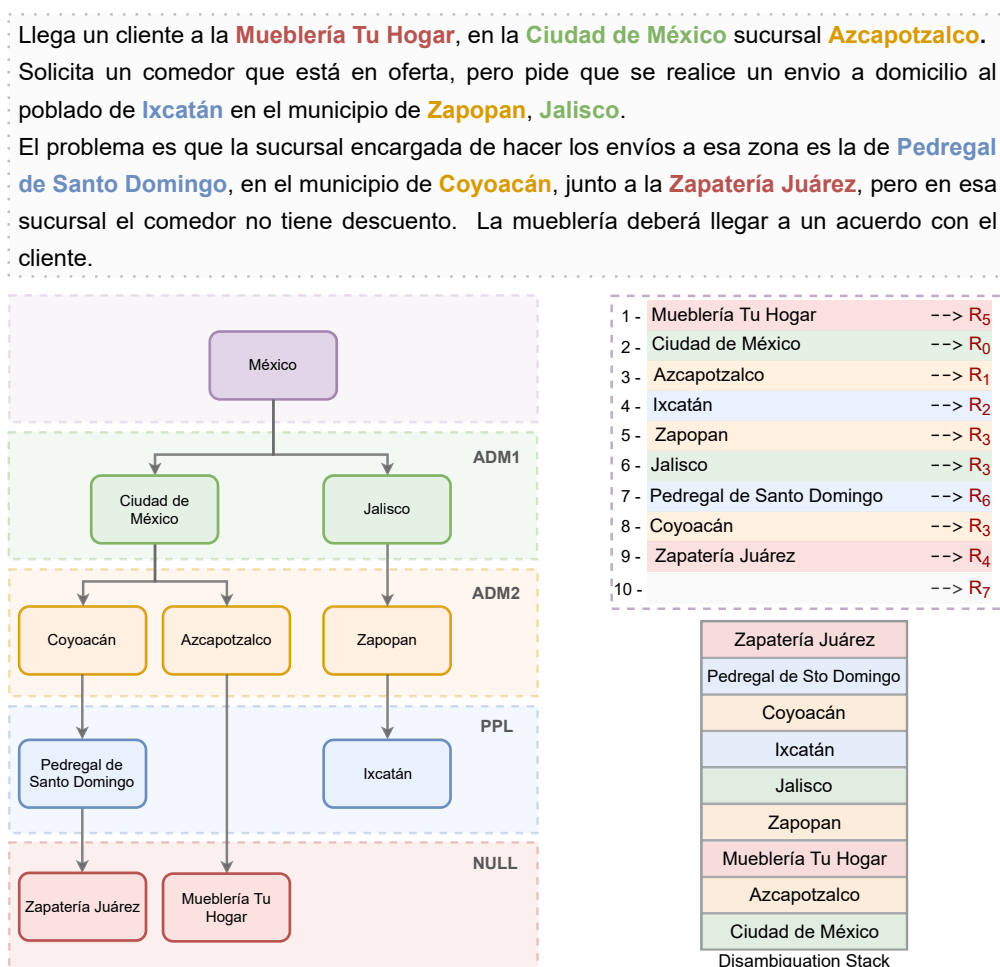 Llega un cliente a la Mueblería Tu Hogar, en la Ciudad de México sucursal Azcapotzalco.
Solicita un comedor que está en oferta, pero pide que se realice un envio a domicilio al
poblado de Ixcatán en el municipio de Zapopan, Jalisco.
El problema es que la sucursal encargada de hacer los envíos a esa zona es la de Pedregal
de Santo Domingo, en el municipio de Coyoacán, junto a la Zapatería Juárez, pero en esa
sucursal el comedor no tiene descuento. La mueblería deberá llegar a un acuerdo con el
cliente.
México
ADM1
Ciudad de
México
Jalisco
ADM2
Coyoacán
Azcapotzalco
Zapopan
PPL
Pedregal de
Santo Domingo
Ixcatán
NULL
Zapatería Juárez
Mueblería Tu
Hogar
1 - Mueblería Tu Hogar --> R5
2 - Ciudad de México --> R0
3 - Azcapotzalco --> R1
4 - Ixcatán --> R2
5 - Zapopan --> R3
6 - Jalisco --> R3
7 - Pedregal de Santo Domingo --> R6
8 - Coyoacán --> R3
9 - Zapatería Juárez --> R4
10 - --> R7
Zapatería Juárez
Pedregal de Sto Domingo
Coyoacán
Ixcatán
Jalisco
Zapopan
Mueblería Tu Hogar
Azcapotzalco
Ciudad de México
Disambiguation Stack